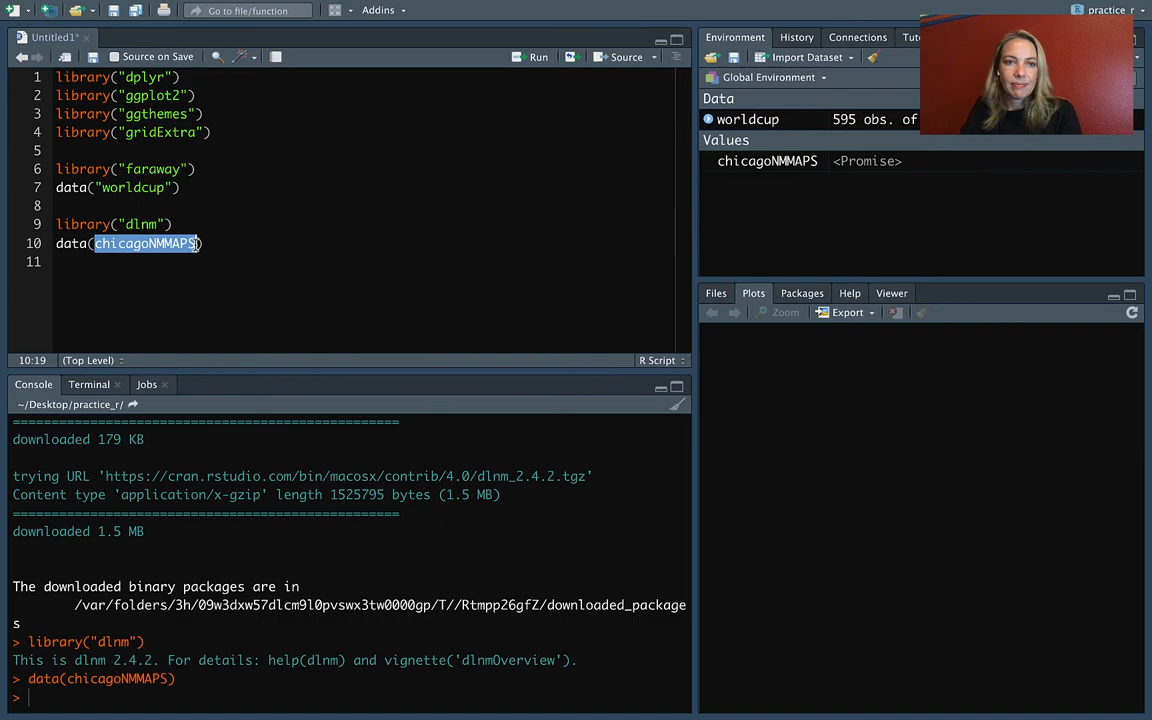 Go to file/function
Addins
practice_r
Untitled1*
Source on Save
Run
Source
1 library("dplyr")
2 library("ggplot2")
3 library("ggthemes")
4 library("gridExtra")
5
6 library("faraway")
7 data("worldcup")
8
9 library("dlnm")
10 data(chicagoNMMAPS)
11
10:19 (Top Level) R Script
Console Terminal Jobs
~/Desktop/practice_r/
==================================================
downloaded 179 KB
trying URL 'https://cran.rstudio.com/bin/macosx/contrib/4.0/dlnm_2.4.2.tgz'
Content type 'application/x-gzip' length 1525795 bytes (1.5 MB)
==================================================
downloaded 1.5 MB
The downloaded binary packages are in
/var/folders/3h/09w3dxw57dlcm9l0pvswx3tw0000gp/T//Rtmpp26gfZ/downloaded_package
s
> library("dlnm")
This is dlnm 2.4.2. For details: help(dlnm) and vignette('dlnmOverview').
> data(chicagoNMMAPS)
>
Environment History Connections Tu
Import Dataset
Global Environment
Data
worldcup 595 obs. of
Values
chicagoNMMAPS <Promise>
Files Plots Packages Help Viewer
Zoom Export